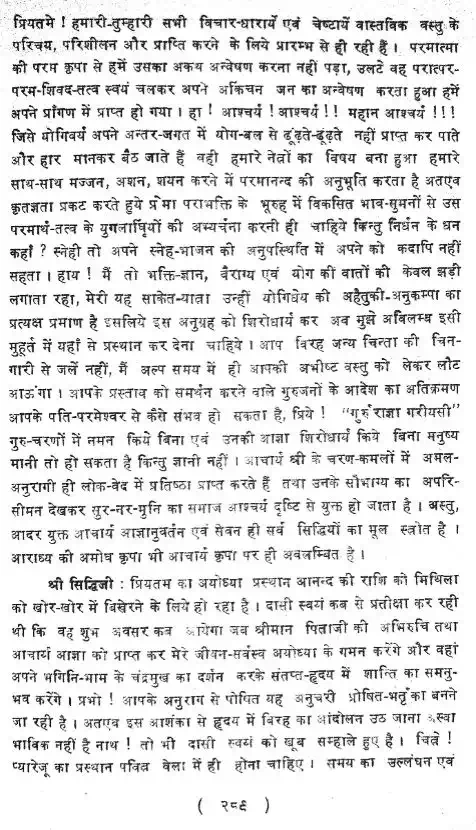 प्रियतमे ! हमारी-तुम्हारी सभी विचार-धारायें एवं चेष्टायें वास्तविक वस्तु के
परिचय, परिशीलन और प्राप्ति करने के लिये प्रारम्भ से ही रही हैं । परमात्मा
की परम कृपा से हमें उसका अकथ अन्वेषण करना नहीं पड़ा, उलटे वह परात्पर-
परम-शिवद-तत्व स्वयं चलकर अपने अकिंचन जन का अन्वेषण करता हुआ हमें
अपने प्राँगण में प्राप्त हो गया । हा ! आश्चर्य ! आश्चर्य !! महान आश्चर्य !!!
जिसे योगिवर्य अपने अन्तर-जगत में योग-बल से ढूंढ़ते-ढूंढ़ते नहीं प्राप्त कर पाते
और हार मानकर बैठ जाते हैं वही हमारे नेत्रों का विषय बना हुआ हमारे
साथ-साथ मज्जन, अशन, शयन करने में परमानन्द की अनुभूति करता है अतएव
कृतज्ञता प्रकट करते हुये प्रेमा पराभक्ति के भूरुह में विकसित भाव-सुमनों से उस
परमार्थ-तत्व के युगलांघ्रियों की अभ्यर्चना करनी ही चाहिये किन्तु निर्धन के धन
कहाँ ? स्नेही तो अपने स्नेह-भाजन की अनुपस्थिति में अपने को कदापि नहीं
सहता । हाय ! मैं तो भक्ति-ज्ञान, वैराग्य एवं योग की बातों की केवल झड़ी
लगाता रहा, मेरी यह साकेत-यात्रा उन्हीं योगिधेय की अहैतुकी-अनुकम्पा का
प्रत्यक्ष प्रमाण है इसलिये इस अनुग्रह को शिरोधार्य कर अब मुझे अबिलम्ब इसी
मुहूर्त में यहाँ से प्रस्थान कर देना चाहिये । आप विरह जन्य चिन्ता की चिन-
गारी से जलें नहीं, मैं अल्प समय में ही आपकी अभीष्ट वस्तु को लेकर लौट
आऊंगा । आपके प्रस्ताव को समर्थन करने वाले गुरुजनों के आदेश का अतिक्रमण
आपके पति-परमेश्वर से कैसे संभव हो सकता है, प्रिये ! "गुरुराज्ञा गरीयसी"
गुरु-चरणों में नमन किये बिना एवं उनकी आज्ञा शिरोधार्य किये बिना मनुष्य
मानी तो हो सकता है किन्तु ज्ञानी नहीं । आचार्य श्री के चरण-कमलों में अमल-
अनुरागी ही लोक-वेद में प्रतिष्ठा प्राप्त करते हैं तथा उनके सौभाग्य का अपरि-
सीमन देखकर सुर-नर-मुनि का समाज आश्चर्य दृष्टि से युक्त हो जाता है । अस्तु,
आदर युक्त आचार्य आज्ञानुवर्तन एवं सेवन ही सर्व सिद्धियों का मूल स्त्रोत है ।
आराध्य की अमोघ कृपा भी आचार्य कृपा पर ही अवलम्बित है ।
श्री सिद्धिजी : प्रियतम का अयोध्या प्रस्थान आनन्द की राशि को मिथिला
की खोर-खोर में बिखेरने के लिये हो रहा है । दासी स्वयं कब से प्रतीक्षा कर रही
थी कि वह शुभ अवसर कब आयेगा जब श्रीमान पिताजी की अभिरुचि तथा
आचार्य आज्ञा को प्राप्त कर मेरे जीवन-सर्वस्व अयोध्या के गमन करेंगे और वहां
अपने भगिनि-भाम के चंद्रमुख का दर्शन करके संतप्त-हृदय में शान्ति का समनु-
भव करेंगे । प्रभो ! आपके अनुराग से पोषित यह अनुचरी प्रोषित-भर्तृका बनने
जा रही है । अतएव इस आशंका से हृदय में बिरह का आंदोलन उठ जाना अस्वा
भाविक नहीं है नाथ ! तो भी दासी स्वयं को खूब सम्हाले हुए है । चित्ते !
प्यारेजू का प्रस्थान पवित्र वेला में ही होना चाहिए । समय का उल्लंघन एवं
( २८९ )